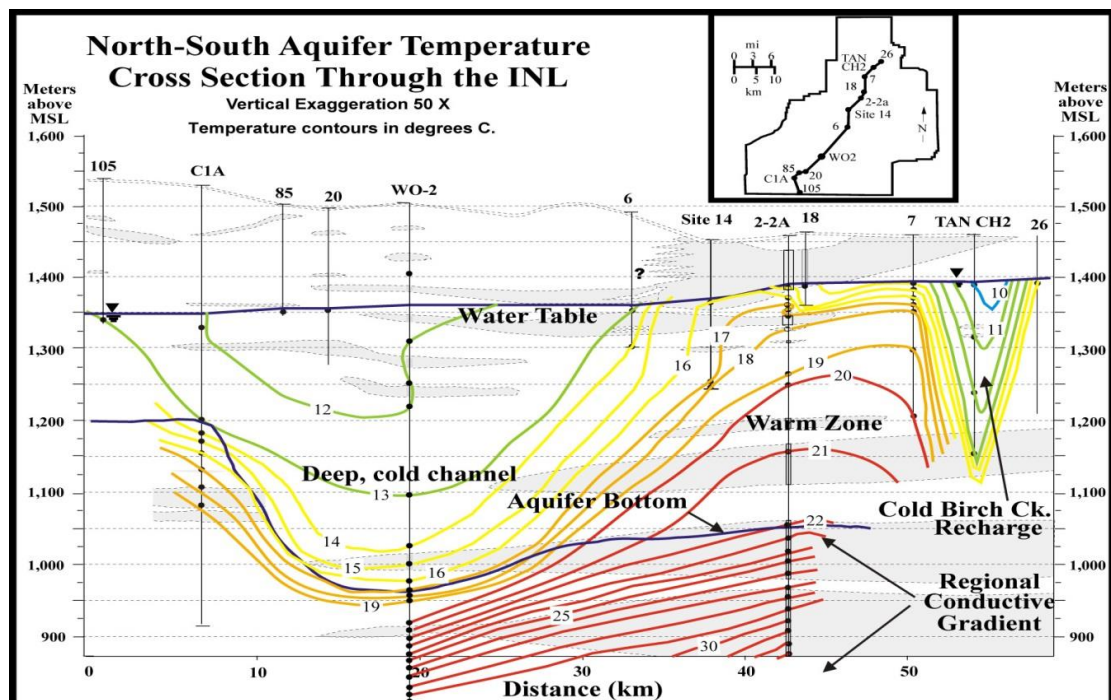 North-South Aquifer Temperature
Cross Section Through the INL
Vertical Exaggeration 50 X
Temperature contours in degrees C.
Meters
above
MSL
1,600
1,500
1,400
1,300
1,200
1,100
1,000
900
mi
0 3 6
0 5 10
km
TAN
CH2
26
7
18
2-2a
Site 14
6
WO2
85
20
C1A
105
N
Meters
above
MSL
1,600
1,500
1,400
1,300
1,200
1,100
1,000
900
105
C1A
85
20
WO-2
6
Site 14
2-2A
18
7
TAN CH2
26
?
Water Table
10
11
12
17
16
18
19
20
Warm Zone
21
Deep, cold channel
13
Aquifer Bottom
Cold Birch Ck.
Recharge
22
14
15
16
19
25
30
Regional
Conductive
Gradient
0 10 20 30 40 50
Distance (km)